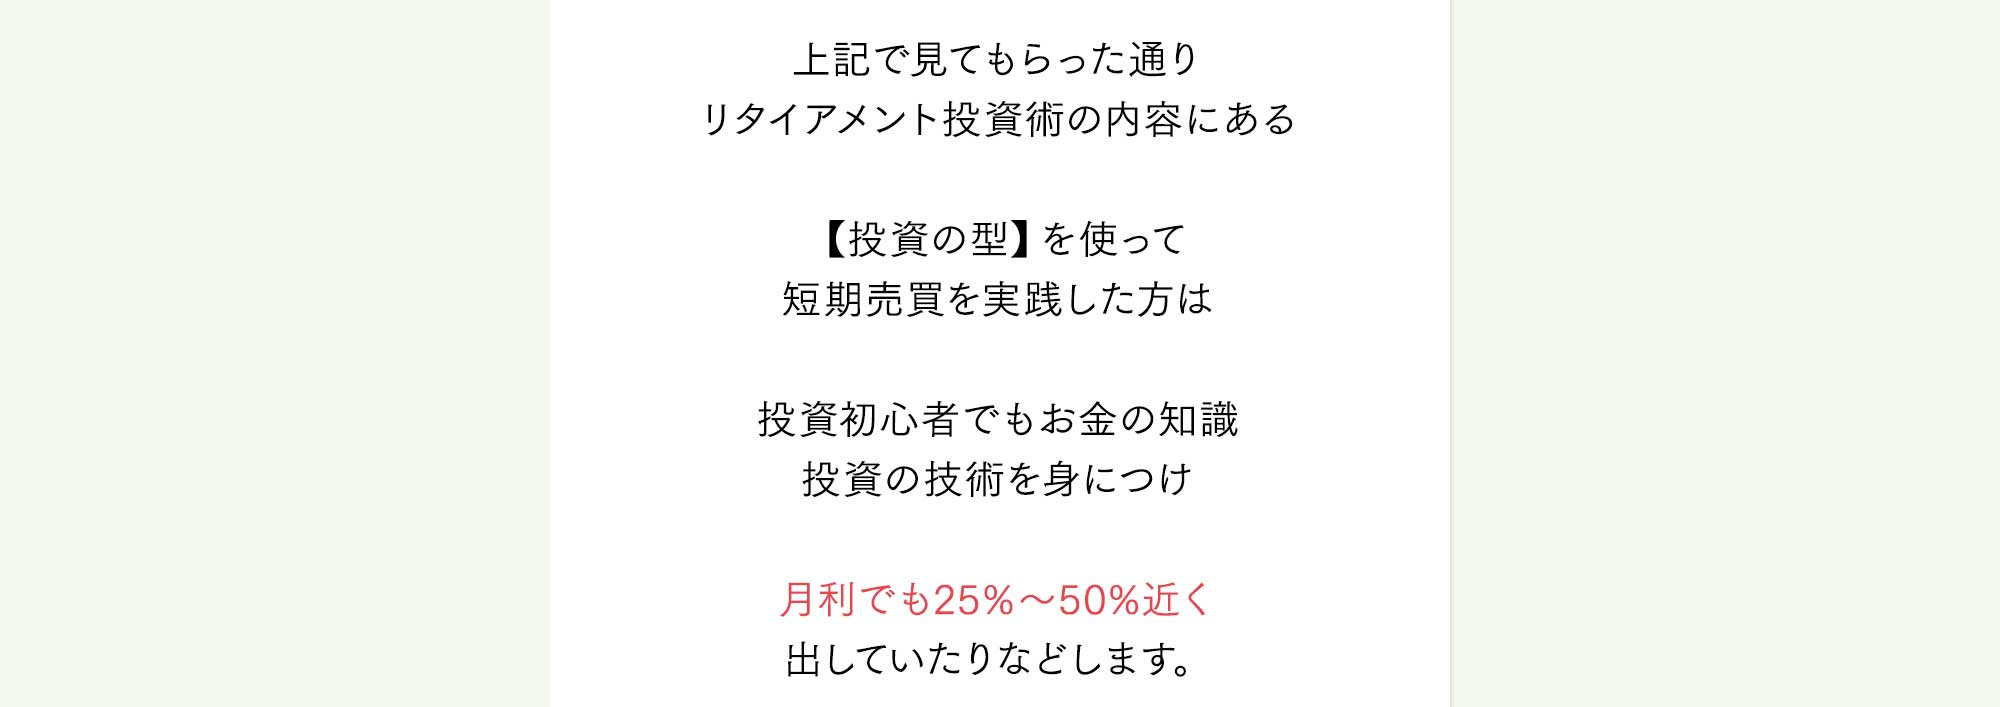 上記で見てもらった通り
リタイアメント投資術の内容にある
【投資の型】を使って
短期売買を実践した方は
投資初心者でもお金の知識
投資の技術を身につけ
月利でも25%〜50%近く
出していたりなどします。